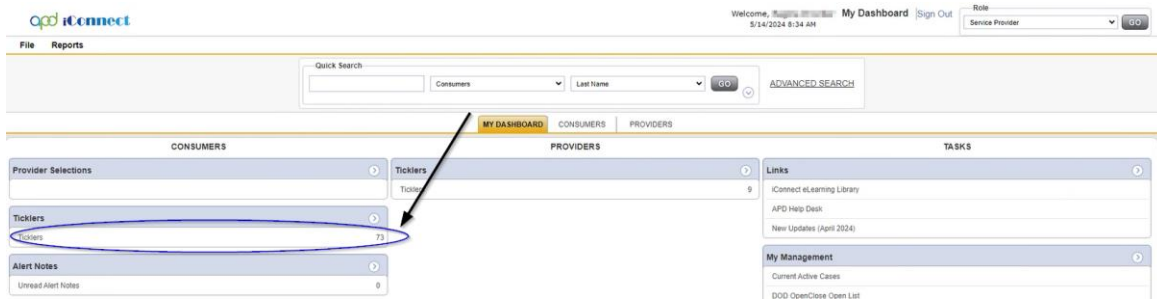 apd iConnect
Welcome, My Dashboard Sign Out
5/14/2024 8:34 AM
Role
Service Provider GO
File Reports
Quick Search
Consumers Last Name GO ADVANCED SEARCH
MY DASHBOARD CONSUMERS PROVIDERS
CONSUMERS PROVIDERS TASKS
Provider Selections Ticklers Links
Ticklers 9 iConnect eLearning Library
APD Help Desk
Ticklers
Ticklers 73 New Updates (April 2024)
Alert Notes My Management
Unread Alert Notes 0 Current Active Cases
DOD OpenClose Open List